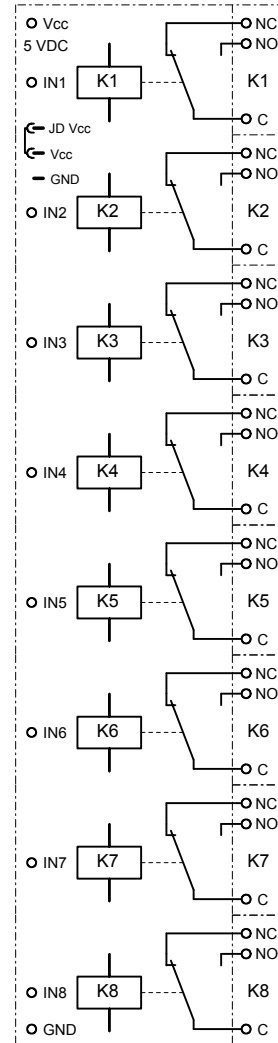 Vcc NC
5 VDC NO
IN1 K1 K1
C
JD Vcc
Vcc NC
GND NO
IN2 K2 K2
C
NC
NO
IN3 K3 K3
C
NC
NO
IN4 K4 K4
C
NC
NO
IN5 K5 K5
C
NC
NO
IN6 K6 K6
C
NC
NO
IN7 K7 K7
C
NC
NO
IN8 K8 K8
GND C